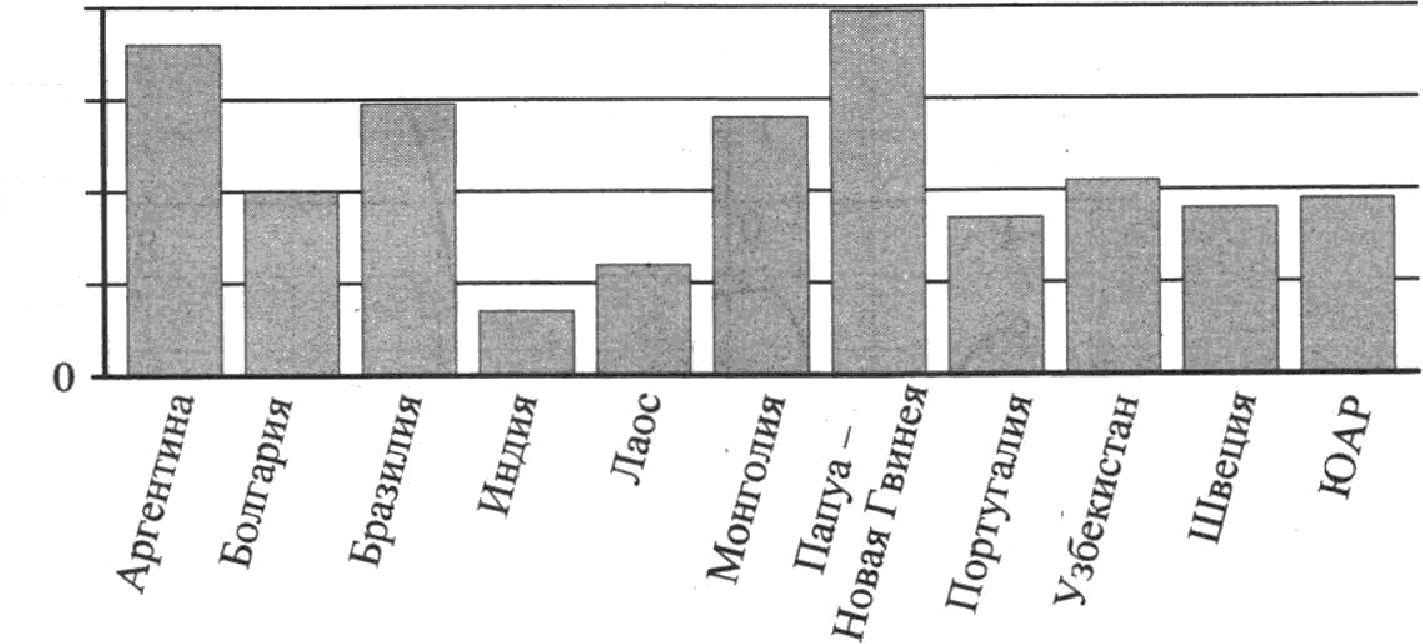 0
Аргентина
Болгария
Бразилия
Индия
Лаос
Монголия
Папуа –
Новая Гвинея
Португалия
Узбекистан
Швеция
ЮАР